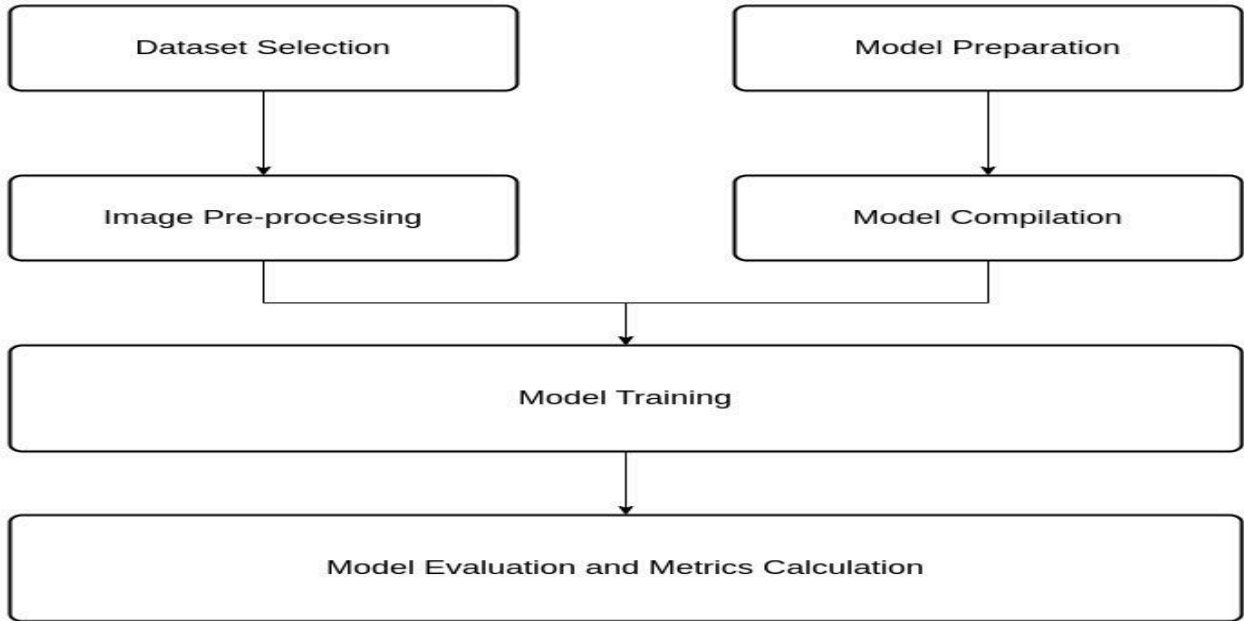 Dataset Selection
Model Preparation
Image Pre-processing
Model Compilation
Model Training
Model Evaluation and Metrics Calculation